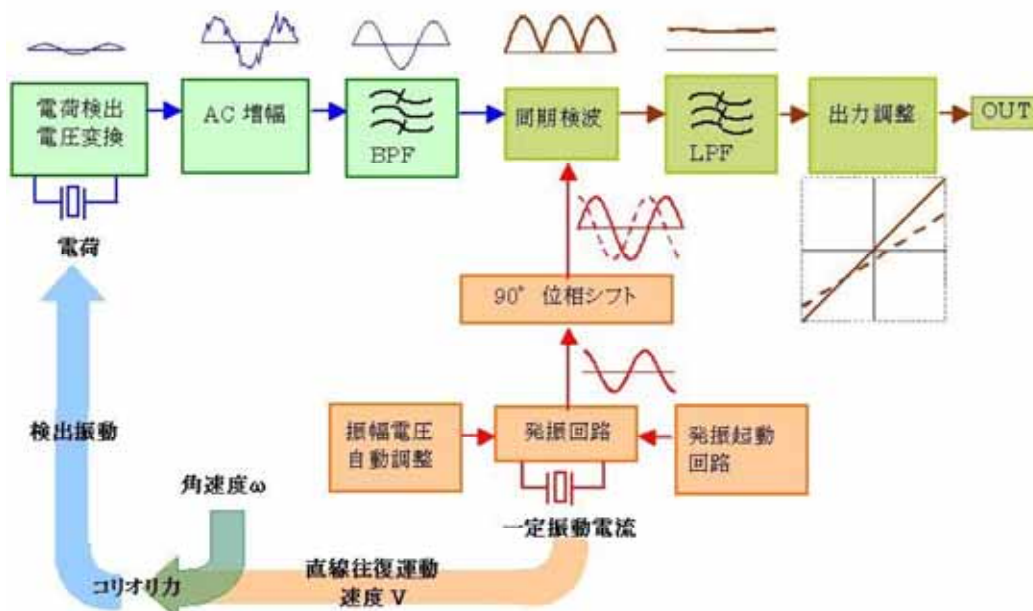 電荷検出
電圧変換
AC 増幅
BPF
同期検波
LPF
出力調整
OUT
電荷
90° 位相シフト
検出振動
振幅電圧
自動調整
発振回路
発振起動
回路
角速度ω
一定振動電流
コリオリ力
直線往復運動
速度 V